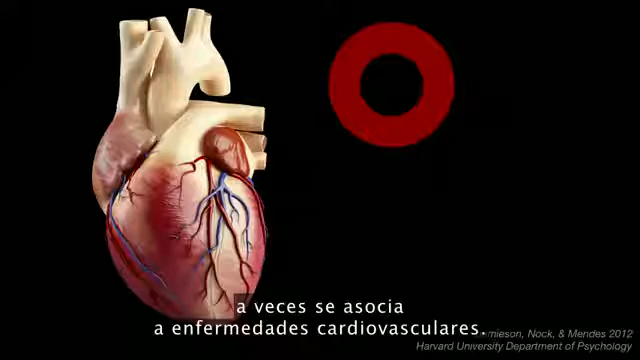 a veces se asocia
a enfermedades cardiovasculares.
Nock, & Mendes 2012
Harvard University Department of Psychology